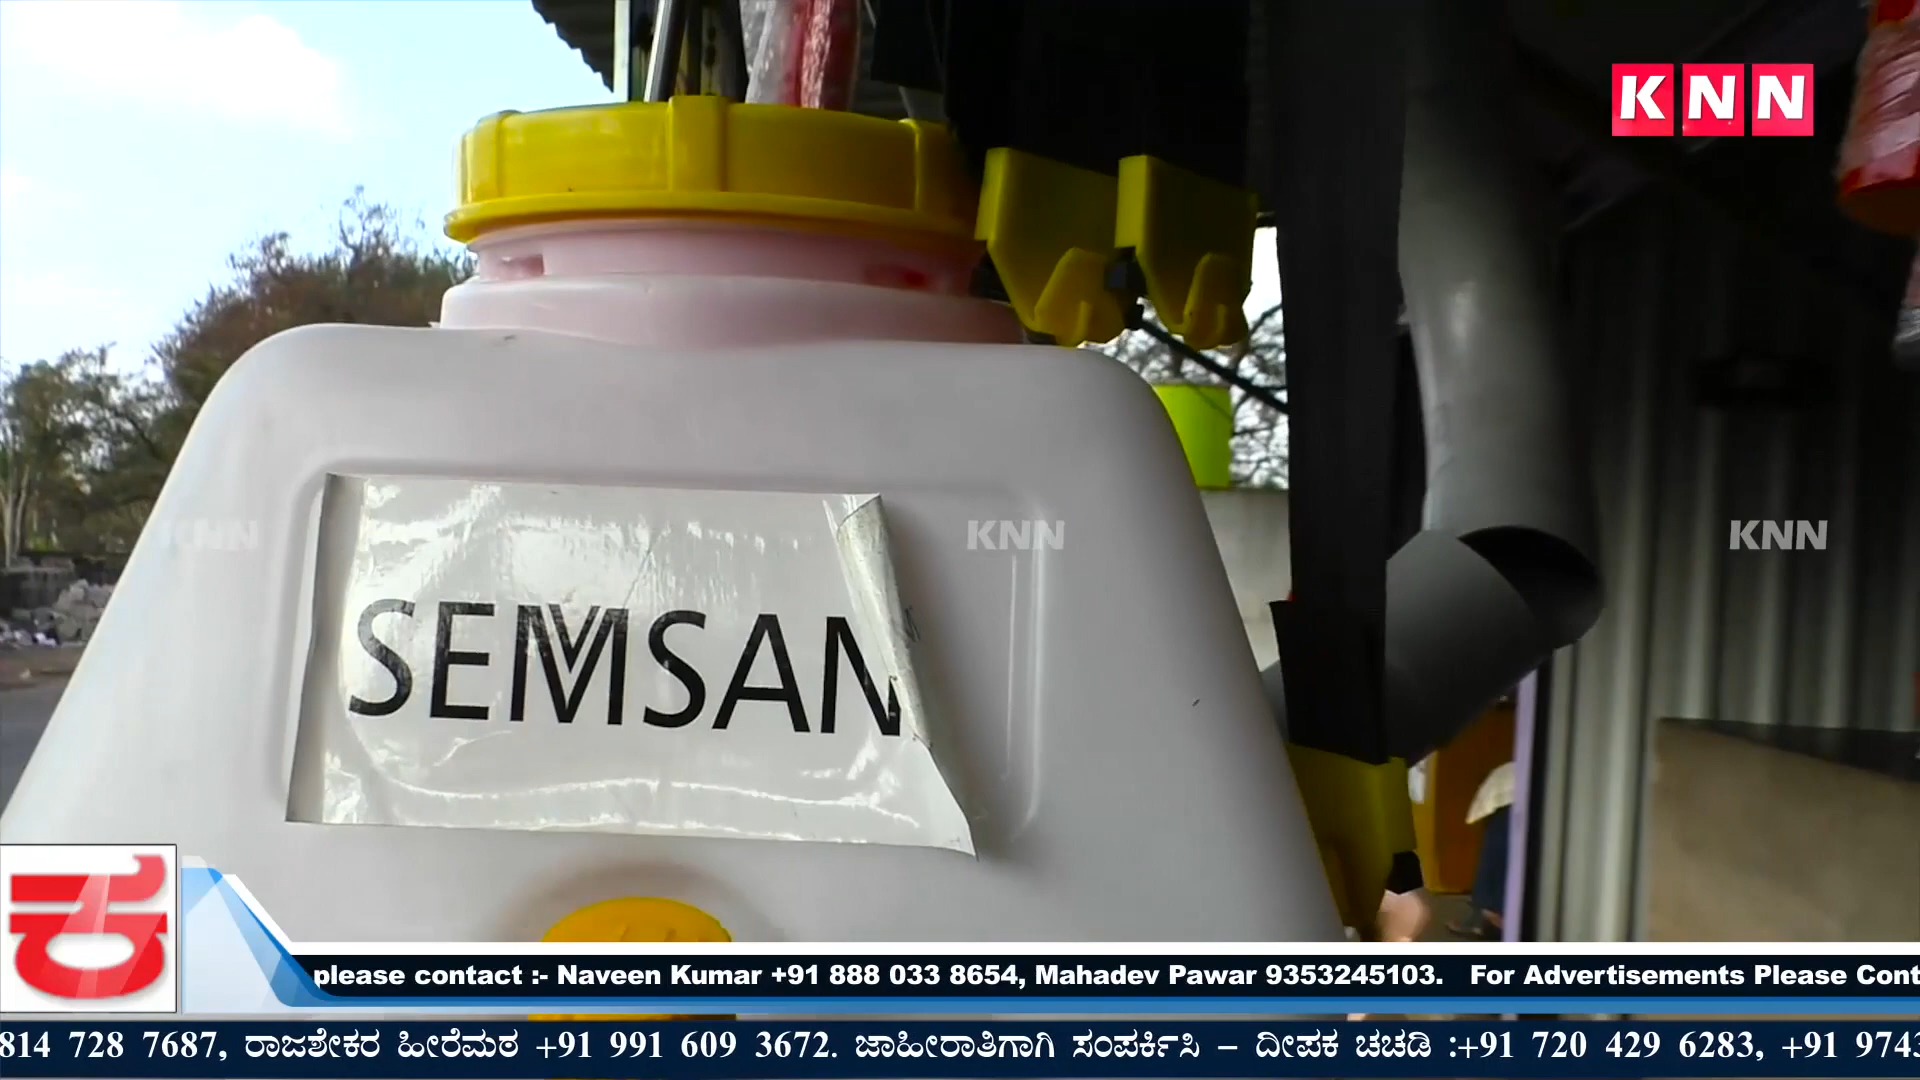 KNN
KNN KNN KNN
SEMSAN
ಕ
please contact :- Naveen Kumar +91 888 033 8654, Mahadev Pawar 9353245103. For Advertisements Please Cont
814 728 7687, ರಾಜಶೇಕರ ಹೀರೆಮಠ +91 991 609 3672. ಜಾಹೀರಾತಿಗಾಗಿ ಸಂಪರ್ಕಿಸಿ – ದೀಪಕ ಚಚಡಿ :+91 720 429 6283, +91 9743